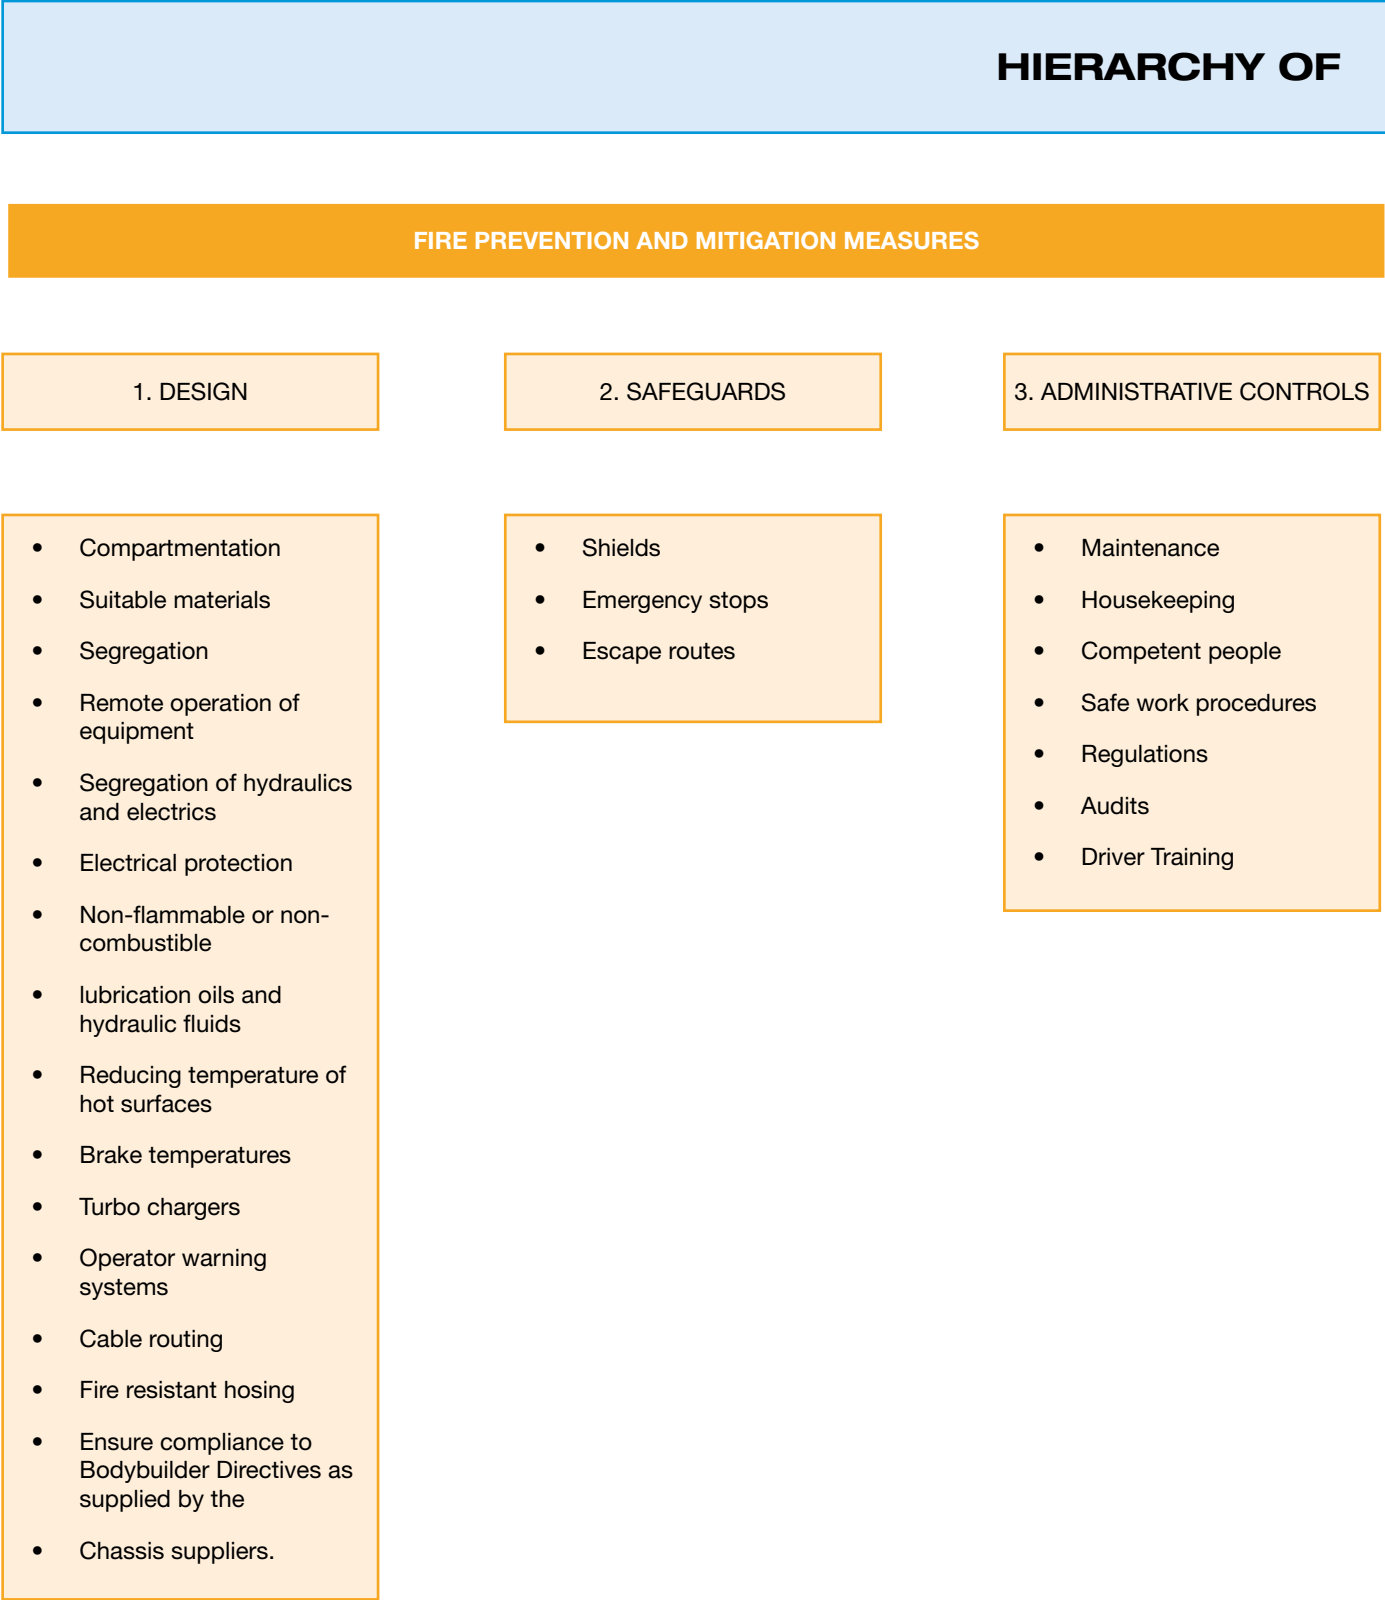 HIERARCHY OF
FIRE PREVENTION AND MITIGATION MEASURES
1. DESIGN
• Compartmentation
• Suitable materials
• Segregation
• Remote operation of
equipment
• Segregation of hydraulics
and electrics
• Electrical protection
• Non-flammable or non-
combustible
• lubrication oils and
hydraulic fluids
• Reducing temperature of
hot surfaces
• Brake temperatures
• Turbo chargers
• Operator warning
systems
• Cable routing
• Fire resistant hosing
• Ensure compliance to
Bodybuilder Directives as
supplied by the
• Chassis suppliers.
2. SAFEGUARDS
• Shields
• Emergency stops
• Escape routes
3. ADMINISTRATIVE CONTROLS
• Maintenance
• Housekeeping
• Competent people
• Safe work procedures
• Regulations
• Audits
• Driver Training